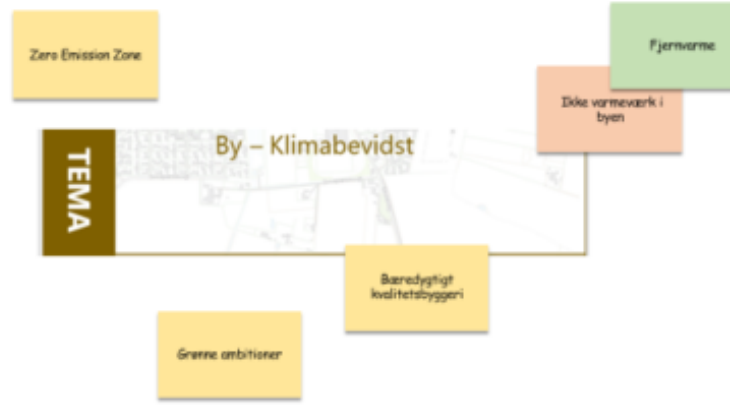 Zero Emission Zone
Fjernvarme
Ikke varmeværk i
byen
TEMA
By – Klimabevidst
Bæredygtigt
kvalitetsbyggeri
Grønne ambitioner